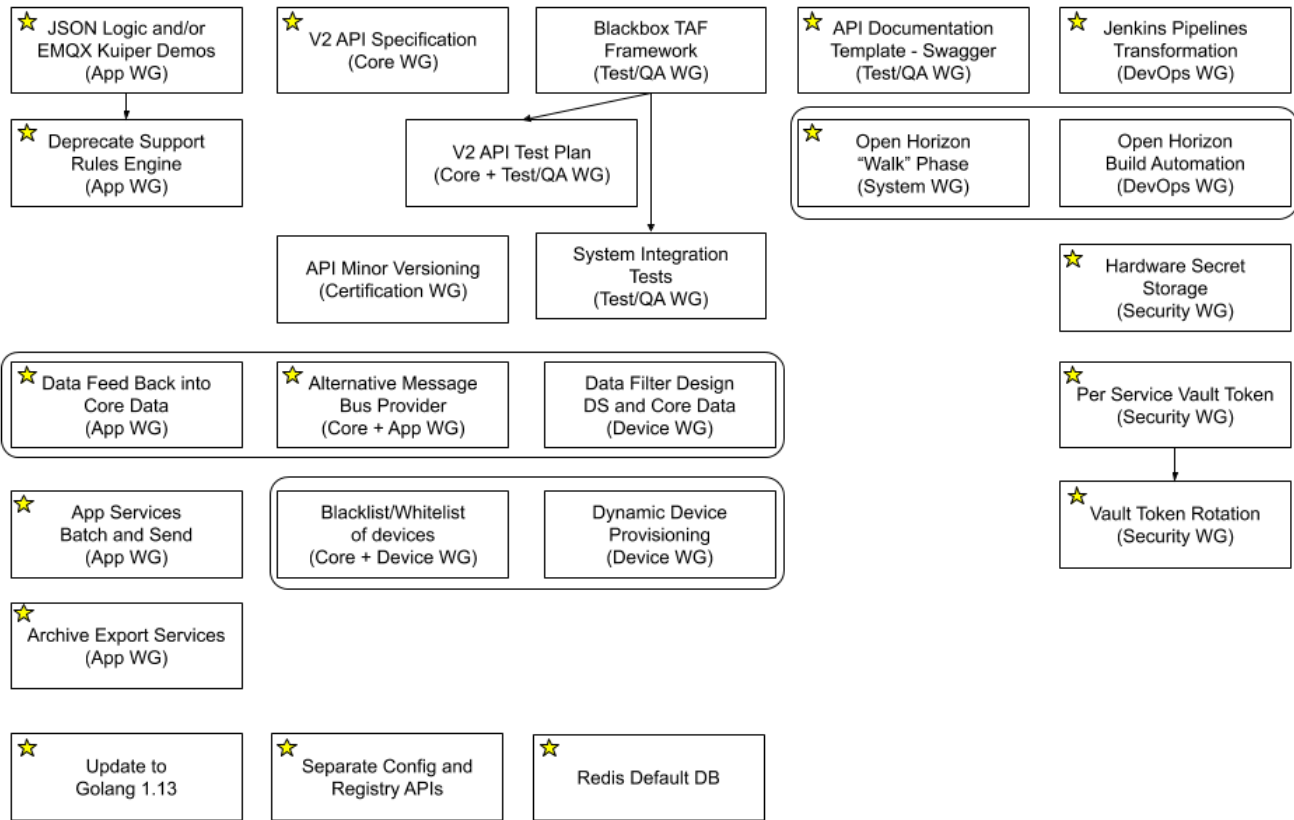 JSON Logic and/or
EMQX Kuiper Demos
(App WG)
V2 API Specification
(Core WG)
Blackbox TAF
Framework
(Test/QA WG)
API Documentation
Template - Swagger
(Test/QA WG)
Jenkins Pipelines
Transformation
(DevOps WG)
Deprecate Support
Rules Engine
(App WG)
V2 API Test Plan
(Core + Test/QA WG)
Open Horizon
“Walk” Phase
(System WG)
Open Horizon
Build Automation
(DevOps WG)
API Minor Versioning
(Certification WG)
System Integration
Tests
(Test/QA WG)
Hardware Secret
Storage
(Security WG)
Data Feed Back into
Core Data
(App WG)
Alternative Message
Bus Provider
(Core + App WG)
Data Filter Design
DS and Core Data
(Device WG)
Per Service Vault Token
(Security WG)
App Services
Batch and Send
(App WG)
Blacklist/Whitelist
of devices
(Core + Device WG)
Dynamic Device
Provisioning
(Device WG)
Vault Token Rotation
(Security WG)
Archive Export Services
(App WG)
Update to
Golang 1.13
Separate Config and
Registry APIs
Redis Default DB